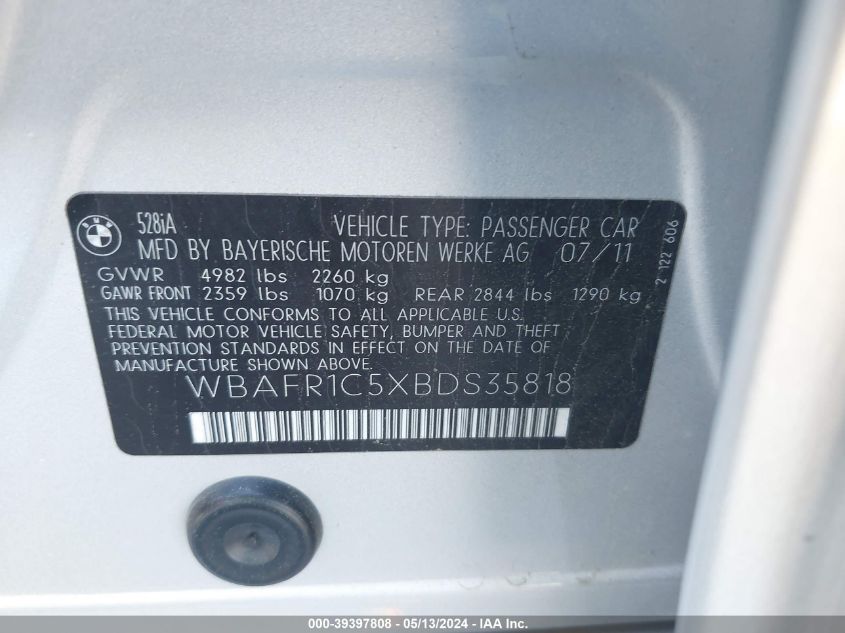 BMW
528iA VEHICLE TYPE: PASSENGER CAR
MFD BY BAYERISCHE MOTOREN WERKE AG 07/11
GVWR 4982 lbs 2260 kg
GAWR FRONT 2359 lbs 1070 kg REAR 2844 lbs 1290 kg
THIS VEHICLE CONFORMS TO ALL APPLICABLE U.S.
FEDERAL MOTOR VEHICLE SAFETY, BUMPER AND THEFT
PREVENTION STANDARDS IN EFFECT ON THE DATE OF
MANUFACTURE SHOWN ABOVE.
WBAFR1C5XBDS35818
2 122 606
000-39397808 - 05/13/2024 - IAA Inc.